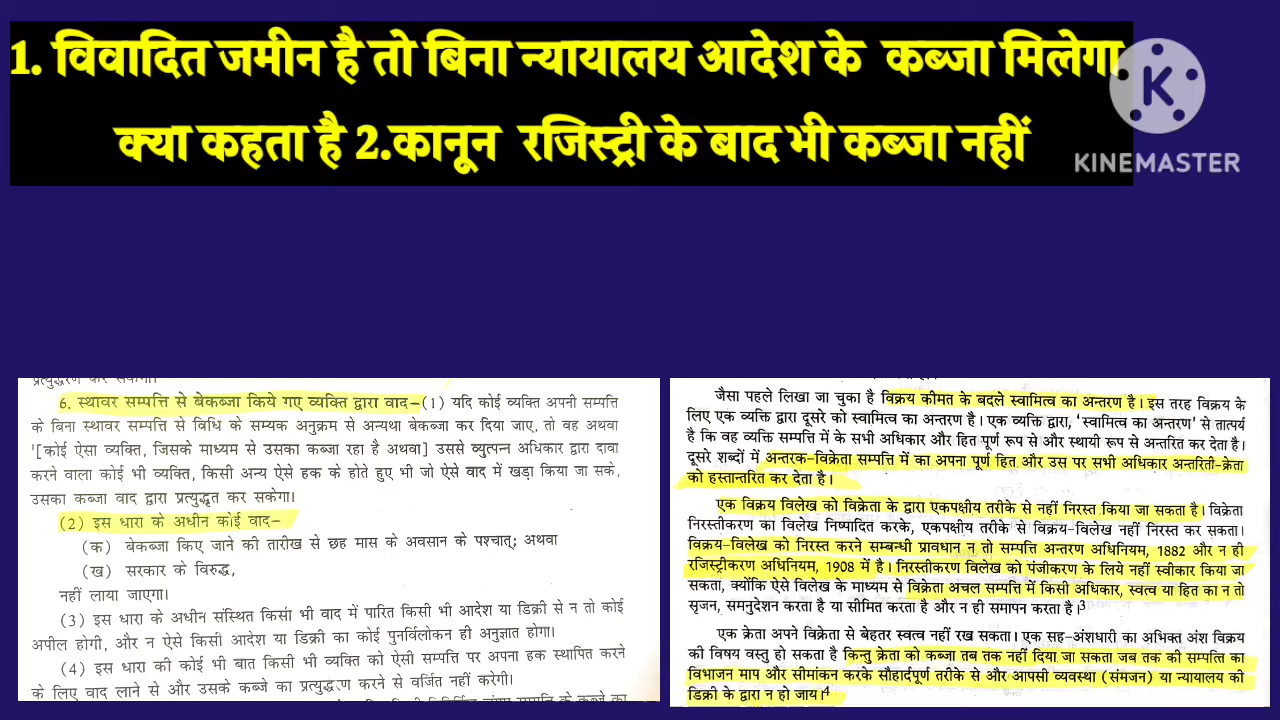 1. विवादित जमीन है तो बिना न्यायालय आदेश के कब्जा मिलेगा
क्या कहता है 2.कानून रजिस्ट्री के बाद भी कब्जा नहीं
K
KINEMASTER
6. स्थावर सम्पत्ति से बेकब्जा किये गए व्यक्ति द्वारा वाद–(1) यदि कोई व्यक्ति अपनी सम्पत्ति
के बिना स्थावर सम्पत्ति से विधि के सम्यक अनुक्रम से अन्यथा बेकब्जा कर दिया जाए, तो वह अथवा
'[कोई ऐसा व्यक्ति, जिसके माध्यम से उसका कब्जा रहा है अथवा] उससे व्युत्पन्न अधिकार द्वारा दावा
करने वाला कोई भी व्यक्ति, किसी अन्य ऐसे हक के होते हुए भी जो ऐसे वाद में खड़ा किया जा सके,
उसका कब्जा वाद द्वारा प्रत्युद्धृत कर सकेगा।
(2) इस धारा के अधीन कोई वाद–
(क) बेकब्जा किए जाने की तारीख से छह मास के अवसान के पश्चात्; अथवा
(ख) सरकार के विरुद्ध,
नहीं लाया जाएगा।
(3) इस धारा के अधीन संस्थित किसी भी वाद में पारित किसी भी आदेश या डिक्री से न तो कोई
अपील होगी, और न ऐसे किसी आदेश या डिक्री का कोई पुनर्विलोकन ही अनुज्ञात होगा।
(4) इस धारा की कोई भी बात किसी भी व्यक्ति को ऐसी सम्पत्ति पर अपना हक स्थापित करने
के लिए वाद लाने से और उसके कब्जे का प्रत्युद्धरण करने से वर्जित नहीं करेगी।
जैसा पहले लिखा जा चुका है विक्रय कीमत के बदले स्वामित्व का अन्तरण है। इस तरह विक्रय के
लिए एक व्यक्ति द्वारा दूसरे को स्वामित्व का अन्तरण है। एक व्यक्ति द्वारा, 'स्वामित्व का अन्तरण' से तात्पर्य
है कि वह व्यक्ति सम्पत्ति में के सभी अधिकार और हित पूर्ण रूप से और स्थायी रूप से अन्तरित कर देता है।
दूसरे शब्दों में अन्तरक-विक्रेता सम्पत्ति में का अपना पूर्ण हित और उस पर सभी अधिकार अन्तरिती-क्रेता
को हस्तान्तरित कर देता है।
एक विक्रय विलेख को विक्रेता के द्वारा एकपक्षीय तरीके से नहीं निरस्त किया जा सकता है। विक्रेता
निरस्तीकरण का विलेख निष्पादित करके, एकपक्षीय तरीके से विक्रय-विलेख नहीं निरस्त कर सकता।
विक्रय-विलेख को निरस्त करने सम्बन्धी प्रावधान न तो सम्पत्ति अन्तरण अधिनियम, 1882 और न ही
रजिस्ट्रीकरण अधिनियम, 1908 में है। निरस्तीकरण विलेख को पंजीकरण के लिये नहीं स्वीकार किया जा
सकता, क्योंकि ऐसे विलेख के माध्यम से विक्रेता अचल सम्पत्ति में किसी अधिकार, स्वत्व या हित का न तो
सृजन, समनुदेशन करता है या सीमित करता है और न ही समापन करता है।3
एक क्रेता अपने विक्रेता से बेहतर स्वत्व नहीं रख सकता। एक सह-अंशधारी का अभिक्त अंश विक्रय
की विषय वस्तु हो सकता है किन्तु क्रेता को कब्जा तब तक नहीं दिया जा सकता जब तक की सम्पत्ति का
विभाजन माप और सीमांकन करके सौहार्दपूर्ण तरीके से और आपसी व्यवस्था (संमजन) या न्यायालय की
डिक्री के द्वारा न हो जाय।4